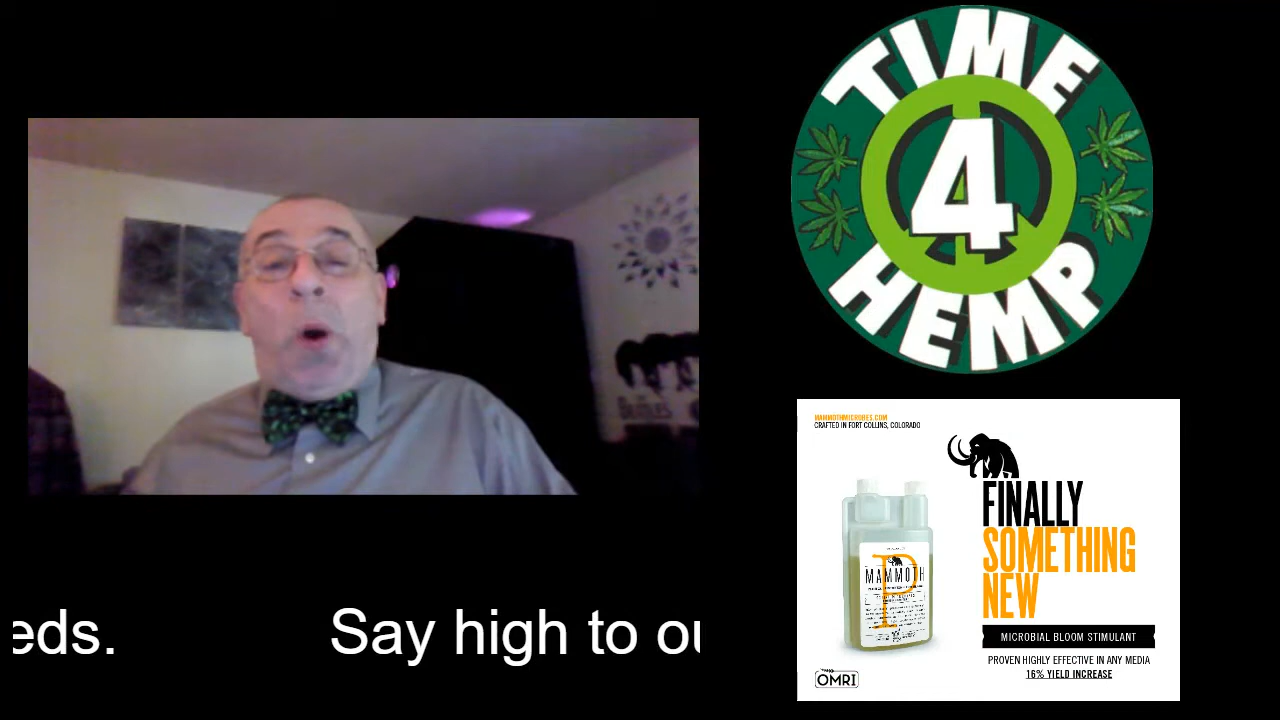 TIME
4
HEMP
MAMMOTHMICROBES.COM
CRAFTED IN FORT COLLINS, COLORADO
FINALLY
SOMETHING
NEW
MICROBIAL BLOOM STIMULANT
PROVEN HIGHLY EFFECTIVE IN ANY MEDIA
16% YIELD INCREASE
P
MAMMOTH
OMRI
BEATLES
eds. Say high to ou